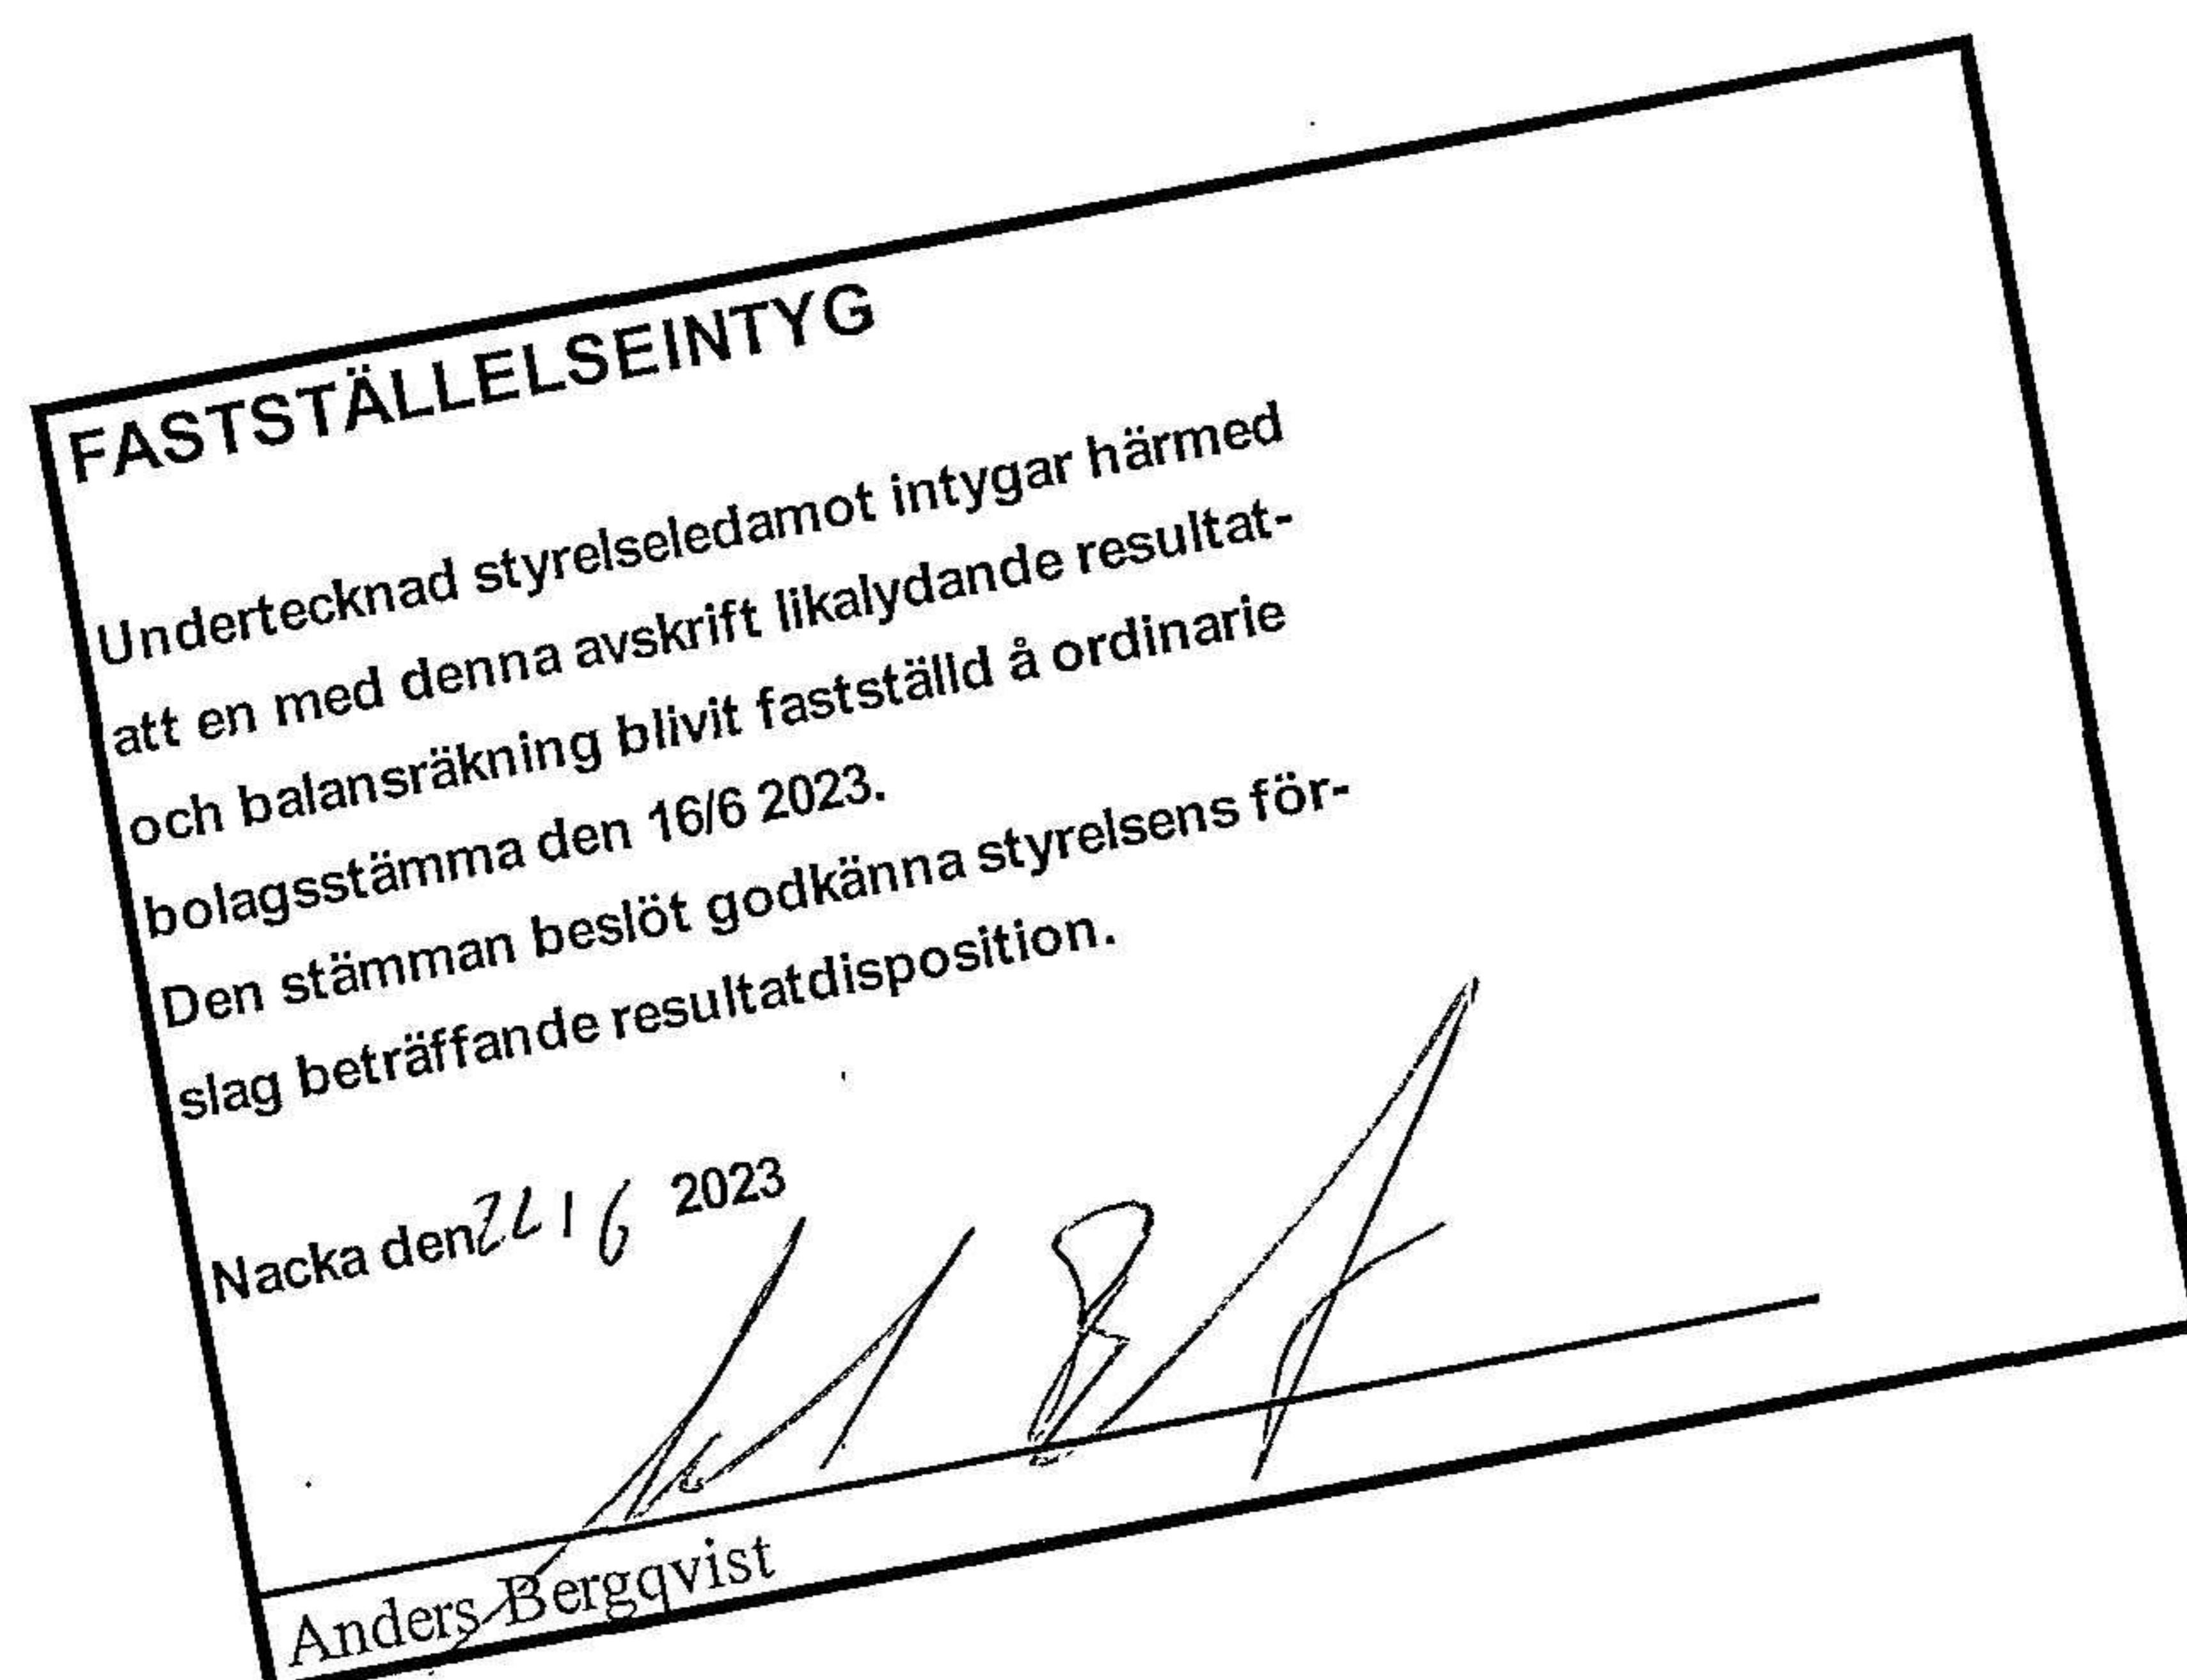 FASTSTÄLLELSEINTYG
Undertecknad styrelseledamot intygar härmed
att en med denna avskrift likalydande resultat-
och balansräkning blivit fastställd å ordinarie
bolagsstämma den 16/6 2023.
Den stämman beslöt godkänna styrelsens för-
slag beträffande resultatdisposition.
Nacka den 22/6 2023
Anders Bergqvist